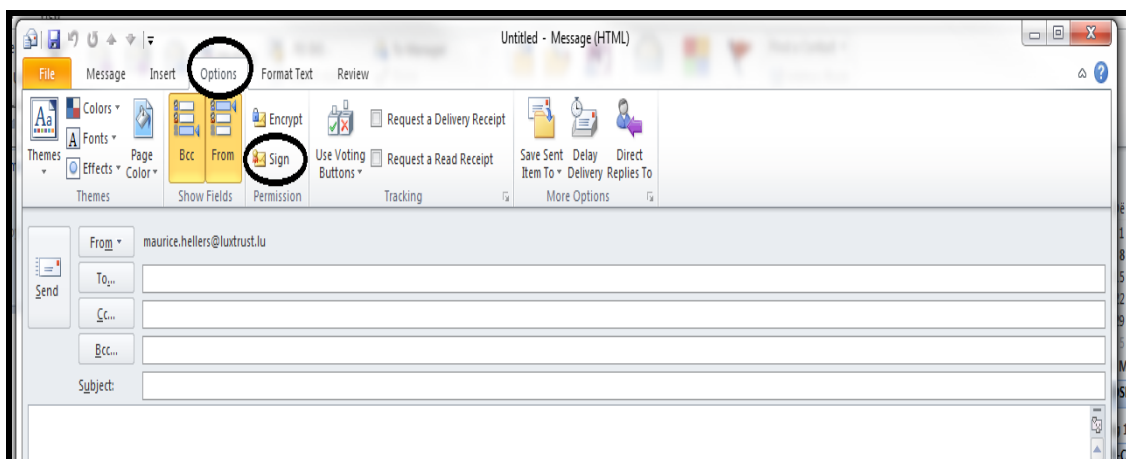 Untitled - Message (HTML)
File Message Insert Options Format Text Review
Colors
Fonts
Effects
Themes
Page Color
Bcc
From
Encrypt
Sign
Use Voting Buttons
Request a Delivery Receipt
Request a Read Receipt
Save Sent Item To
Delay Delivery
Direct Replies To
Themes Show Fields Permission Tracking More Options
Send
From maurice.hellers@luxtrust.lu
To...
Cc...
Bcc...
Subject: